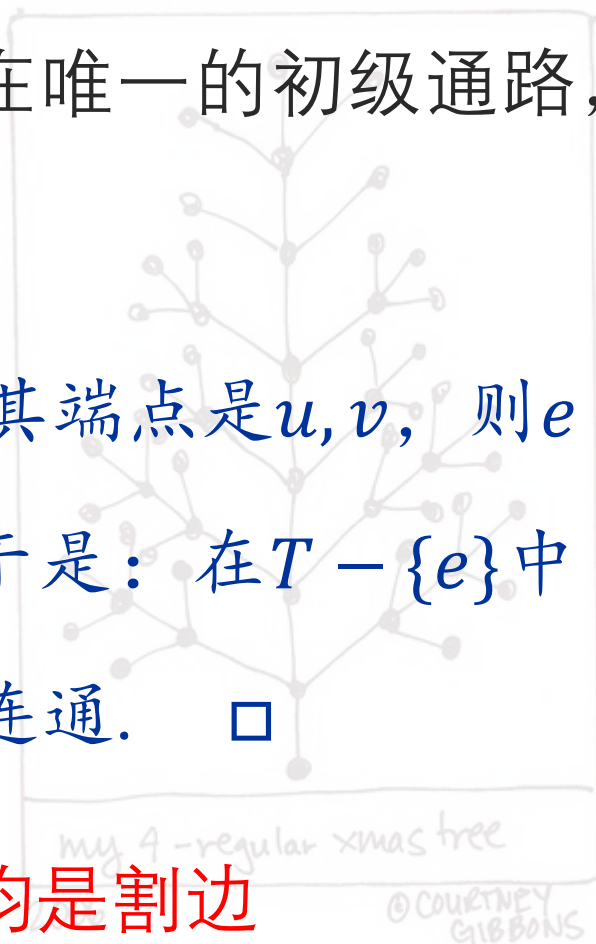 在唯一的初级通路，
其端点是u, v，则e
于是：在T − {e}中
连通. □
my 4-regular xmas tree
均是割边
© COURTNEY
GIBBONS